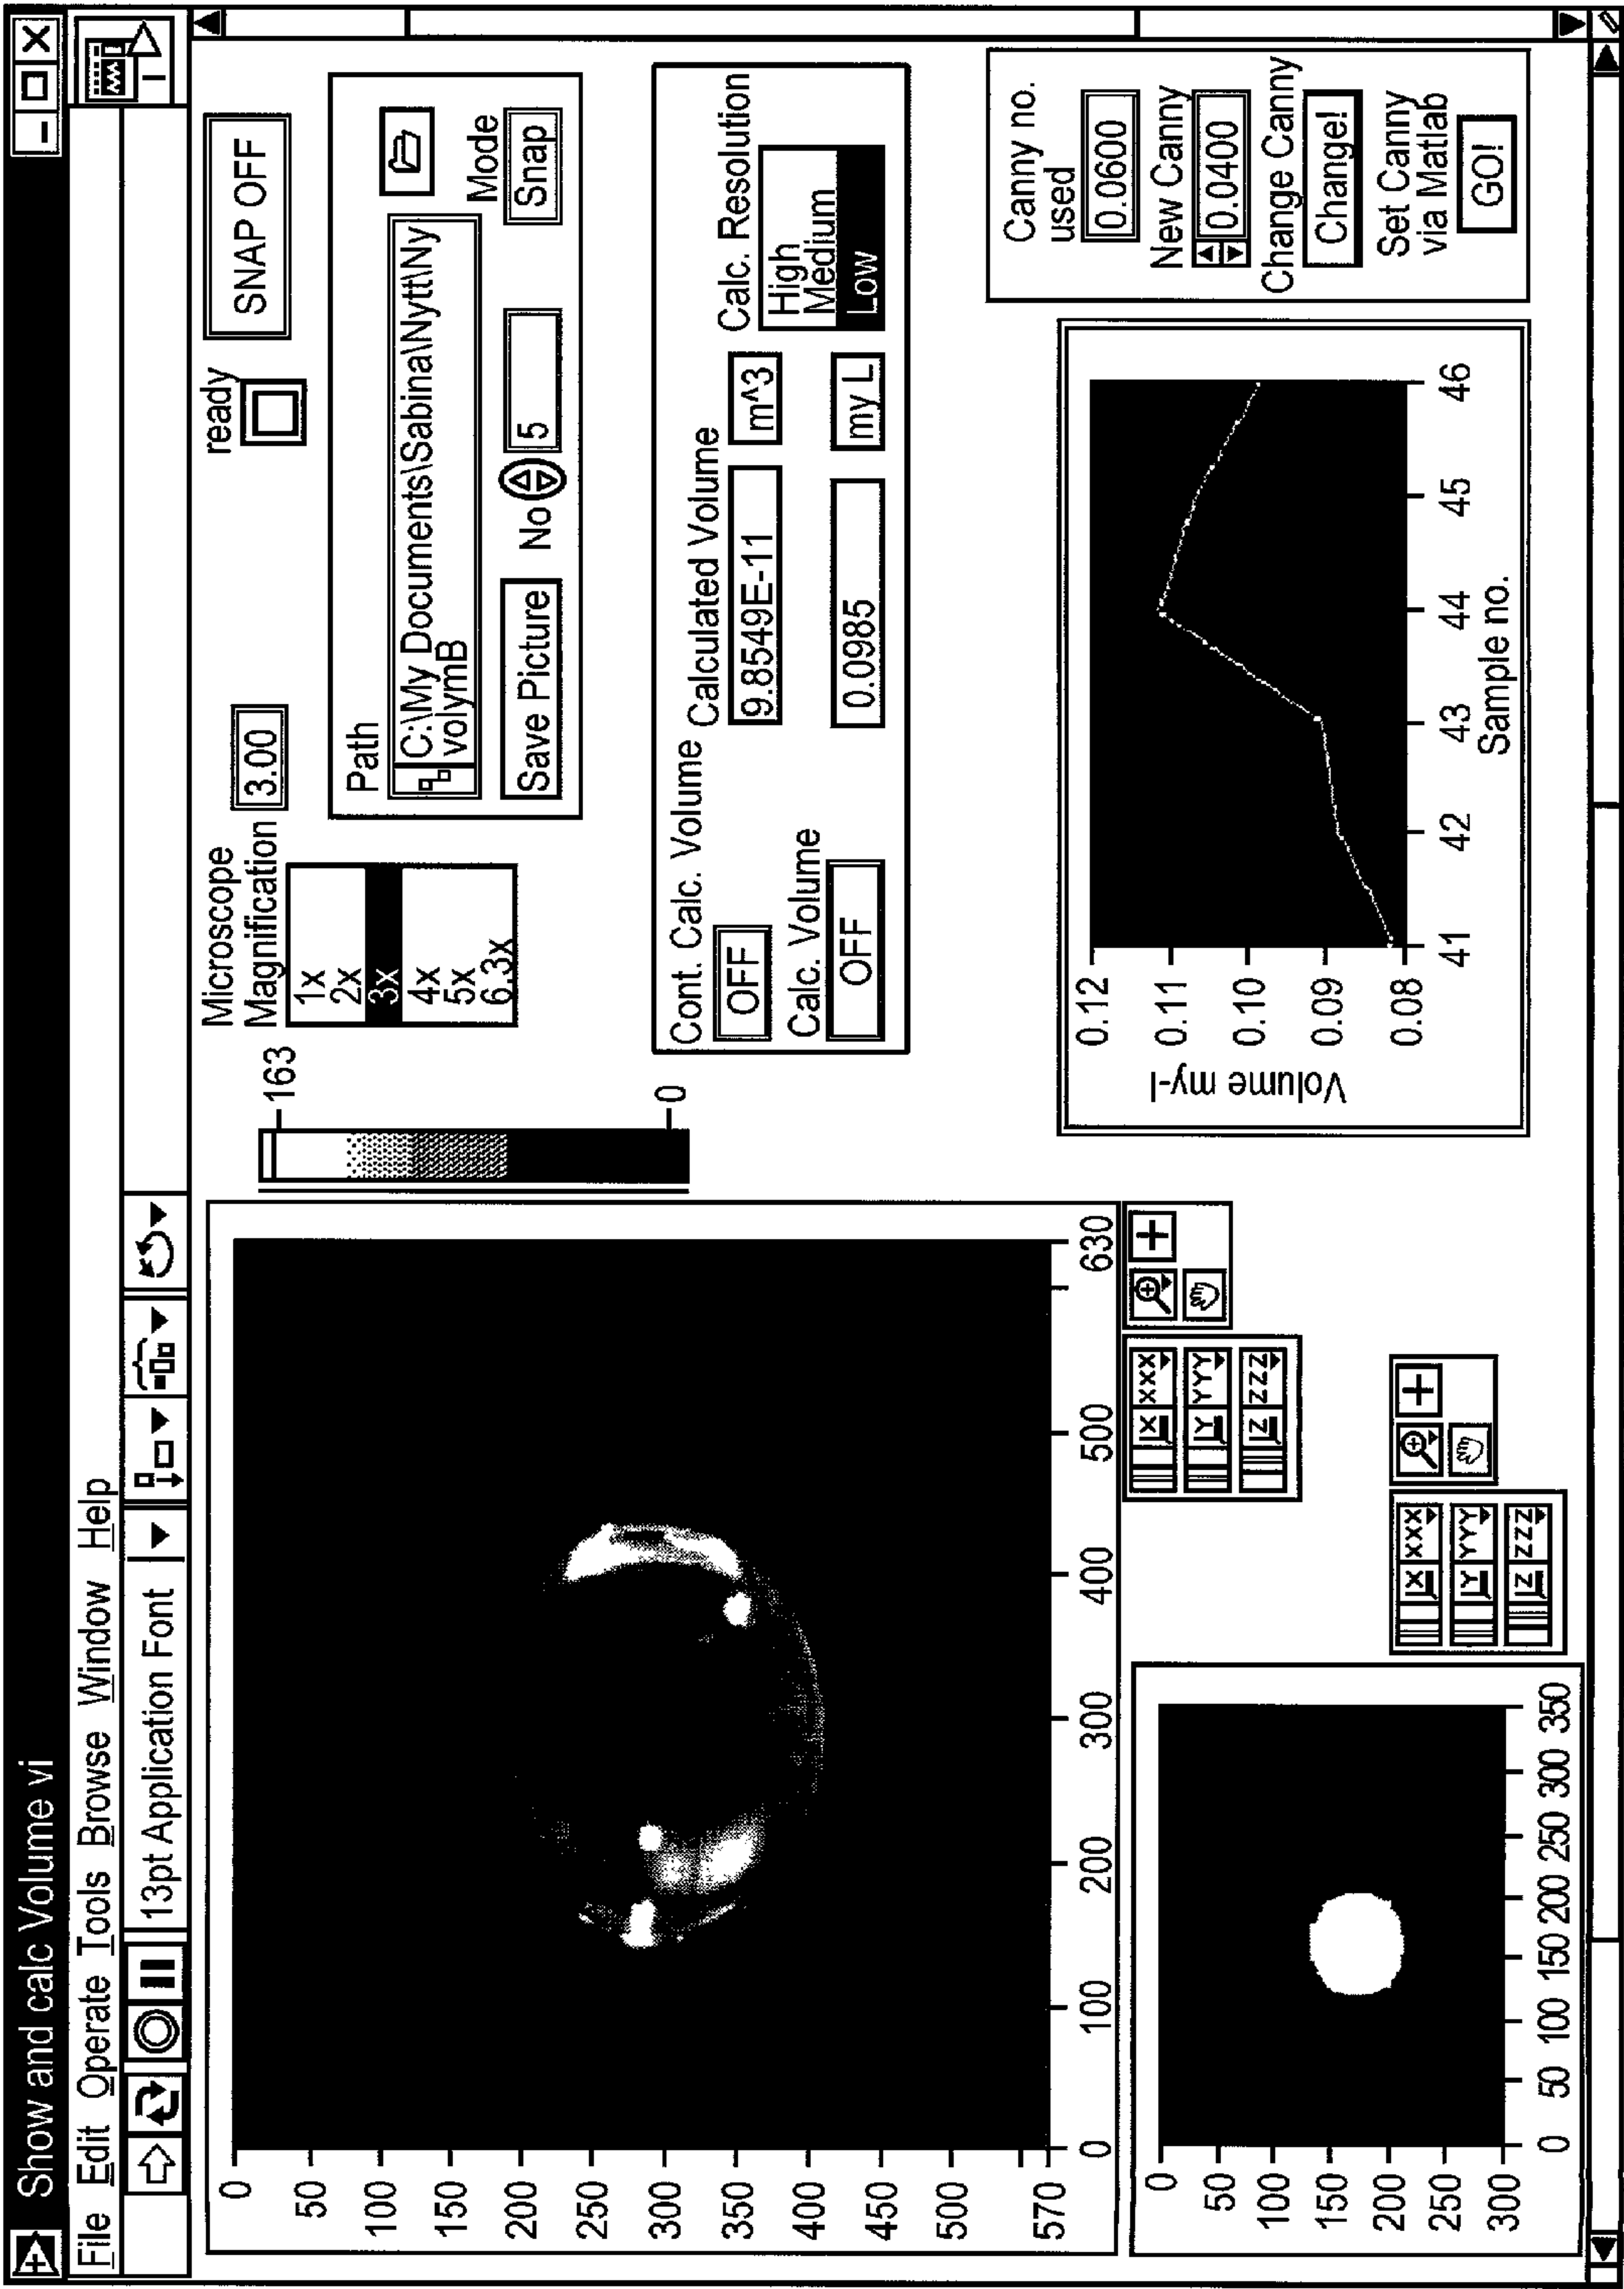 Show and calc Volume vi
File Edit Operate Tools Browse Window Help
13pt Application Font
0
50
100
150
200
250
300
350
400
450
500
570
0 100 200 300 400 500 630
163
0
Microscope
Magnification
3.00
1x
2x
3x
4x
5x
6.3x
ready
SNAP OFF
Path
C:\My Documents\Sabina\Nytt\Ny
volymB
Save Picture
No
5
Mode
Snap
Cont. Calc. Volume
OFF
Calc. Volume
OFF
Calculated Volume
9.8549E-11
m^3
0.0985
my L
Calc. Resolution
High
Medium
Low
X XXX
Y YYY
Z ZZZ
0
50
100
150
200
250
300
0 50 100 150 200 250 300 350
X XXX
Y YYY
Z ZZZ
Volume my-l
0.12
0.11
0.10
0.09
0.08
41 42 43 44 45 46
Sample no.
Canny no.
used
0.0600
New Canny
0.0400
Change Canny
Change!
Set Canny
via Matlab
GO!